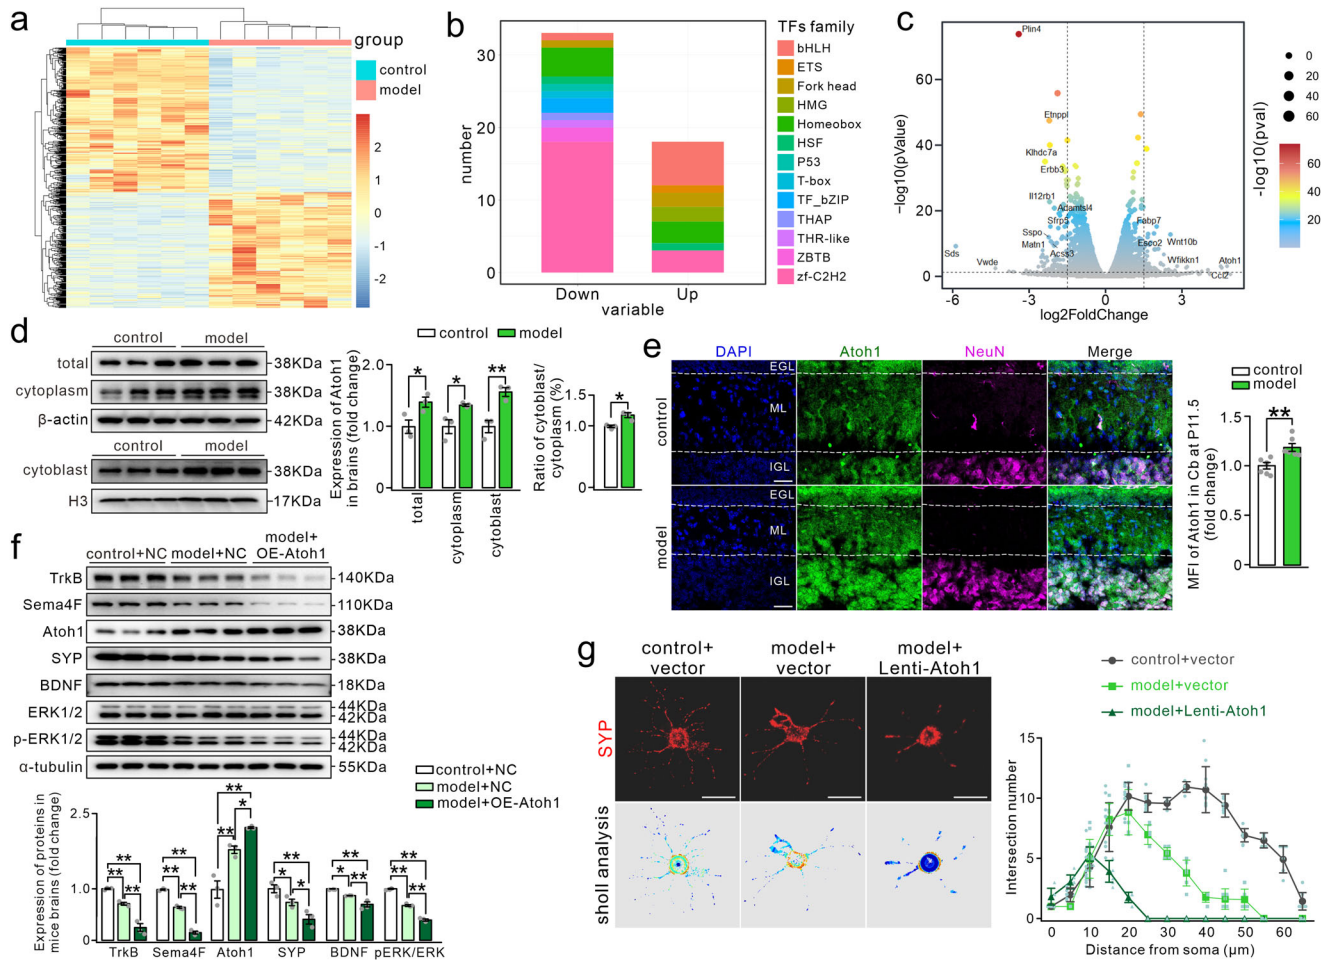 a
group
control
model
2
1
0
-1
-2
b
number
30
20
10
0
Down
Up
variable
TFs family
bHLH
ETS
Fork head
HMG
Homeobox
HSF
P53
T-box
TF_bZIP
THAP
THR-like
ZBTB
zf-C2H2
c
−log10(pValue)
60
40
20
0
-6
-3
0
3
log2FoldChange
Plin4
Etnppl
Klhdc7a
Erbb3
Il12rb1
Adamtsl4
Sfrp5
Sspo
Matn1
Acss3
Sds
Vwde
Fabp7
Esco2
Wnt10b
Wfikkn1
Atoh1
Ccl2
0
20
40
60
-log10(pval)
60
40
20
d
control
model
total
38KDa
cytoplasm
38KDa
β-actin
42KDa
control
model
cytoblast
38KDa
H3
17KDa
control
model
Expression of Atoh1
in brains (fold change)
2.0
1.0
0
*
*
**
total
cytoplasm
cytoblast
Ratio of cytoblast/
cytoplasm (%)
1.5
1.0
0.5
0
*
e
DAPI
Atoh1
NeuN
Merge
control
EGL
ML
IGL
model
EGL
ML
IGL
control
model
MFI of Atoh1 in Cb at P11.5
(fold change)
1.5
1.0
0.5
0
**
f
control+NC
model+NC
model+
OE-Atoh1
TrkB
140KDa
Sema4F
110KDa
Atoh1
38KDa
SYP
38KDa
BDNF
18KDa
ERK1/2
44KDa
42KDa
p-ERK1/2
44KDa
42KDa
α-tubulin
55KDa
control+NC
model+NC
model+OE-Atoh1
Expression of proteins in
mice brains (fold change)
2.5
1.0
0
**
**
**
**
**
**
**
*
**
**
*
*
**
*
**
**
**
**
TrkB
Sema4F
Atoh1
SYP
BDNF
pERK/ERK
g
control+
vector
model+
vector
model+
Lenti-Atoh1
SYP
sholl analysis
control+vector
model+vector
model+Lenti-Atoh1
Intersection number
15
10
5
0
0
10
20
30
40
50
60
Distance from soma (μm)